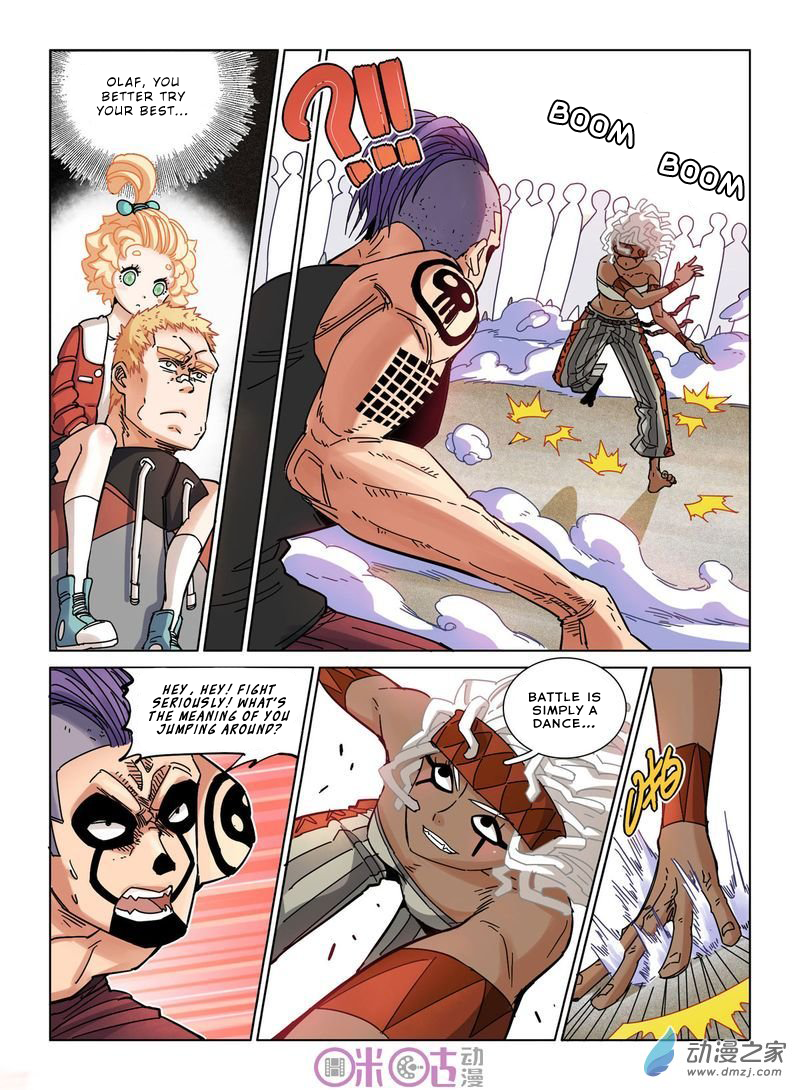 OLAF, YOU
BETTER TRY
YOUR BEST...
?!!
BOOM
BOOM
HEY, HEY! FIGHT
SERIOUSLY! WHAT'S
THE MEANING OF YOU
JUMPING AROUND?
BATTLE IS
SIMPLY A
DANCE...
咪咕动漫
动漫之家
www.dmzj.com